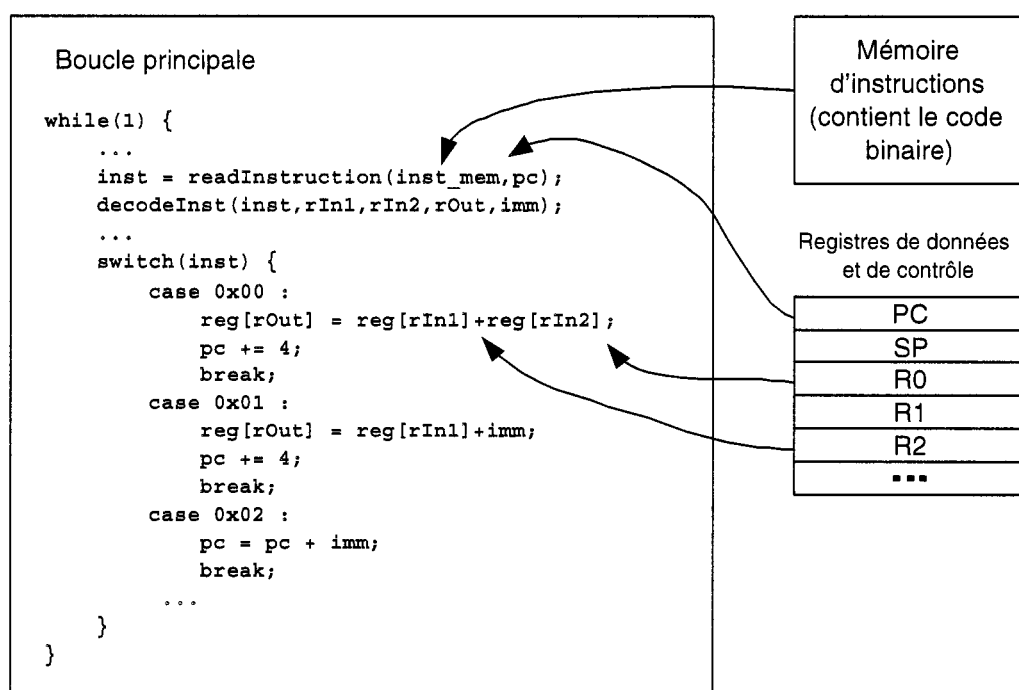 Boucle principale
while(1) {
...
inst = readInstruction(inst_mem,pc);
decodeInst(inst,rIn1,rIn2,rOut,imm);
...
switch(inst) {
case 0x00 :
reg[rOut] = reg[rIn1]+reg[rIn2];
pc += 4;
break;
case 0x01 :
reg[rOut] = reg[rIn1]+imm;
pc += 4;
break;
case 0x02 :
pc = pc + imm;
break;
...
}
}
Mémoire
d'instructions
(contient le code
binaire)
Registres de données
et de contrôle
PC
SP
R0
R1
R2
...